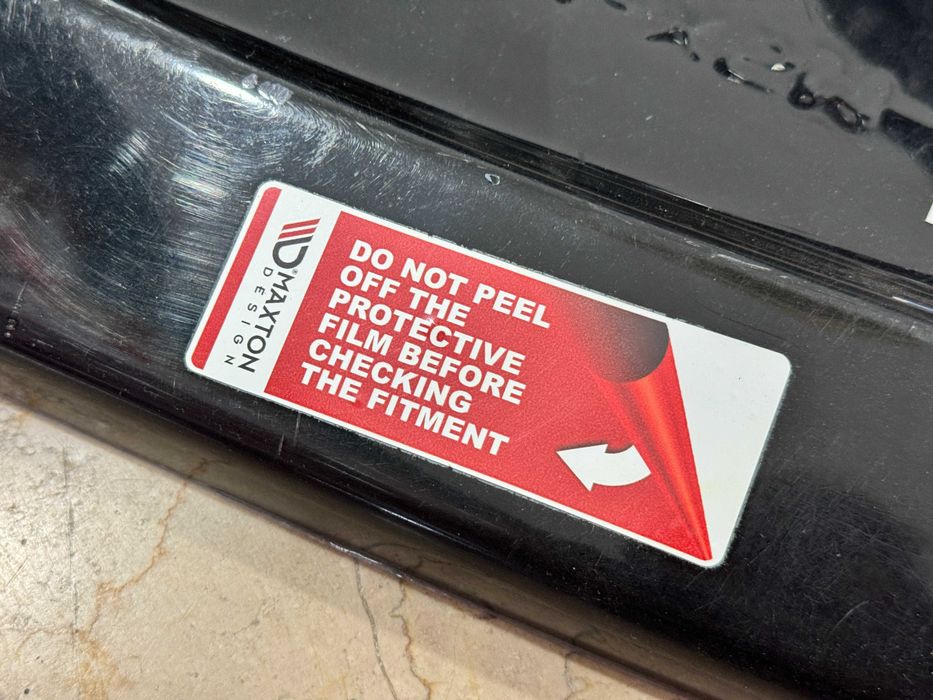 MAXTON®
DESIGN
DO NOT PEEL
OFF THE
PROTECTIVE
FILM BEFORE
CHECKING
THE FITMENT